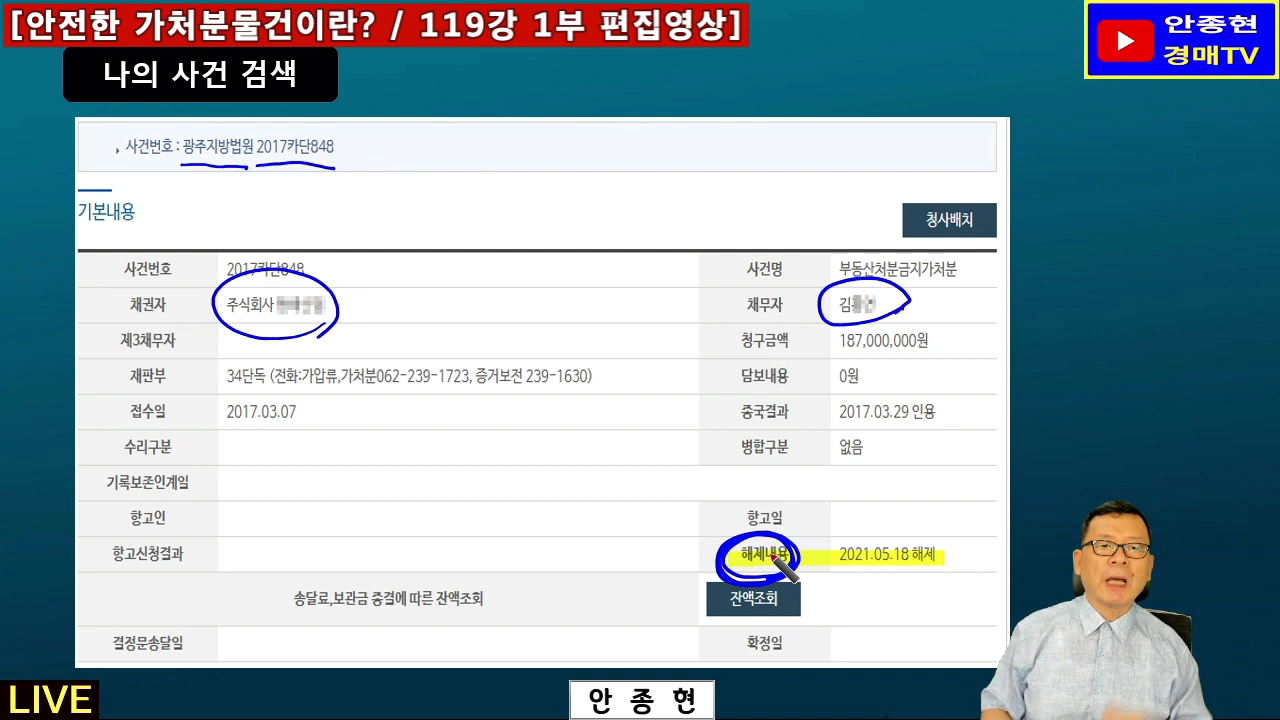 [안전한 가처분물건이란? / 119강 1부 편집영상]
안종현
경매TV
나의 사건 검색
사건번호 : 광주지방법원 2017카단848
기본내용
청사배치
사건번호 2017카단848 사건명 부동산처분금지가처분
채권자 주식회사 채무자 김
제3채무자 청구금액 187,000,000원
재판부 34단독 (전화:가압류,가처분062-239-1723, 증거보전 239-1630) 담보내용 0원
접수일 2017.03.07 종국결과 2017.03.29 인용
수리구분 병합구분 없음
기록보존인계일
항고인 항고일
항고신청결과 해제내용 2021.05.18 해제
송달료,보관금 종결에 따른 잔액조회 잔액조회
결정문송달일 확정일
LIVE
안 종 현